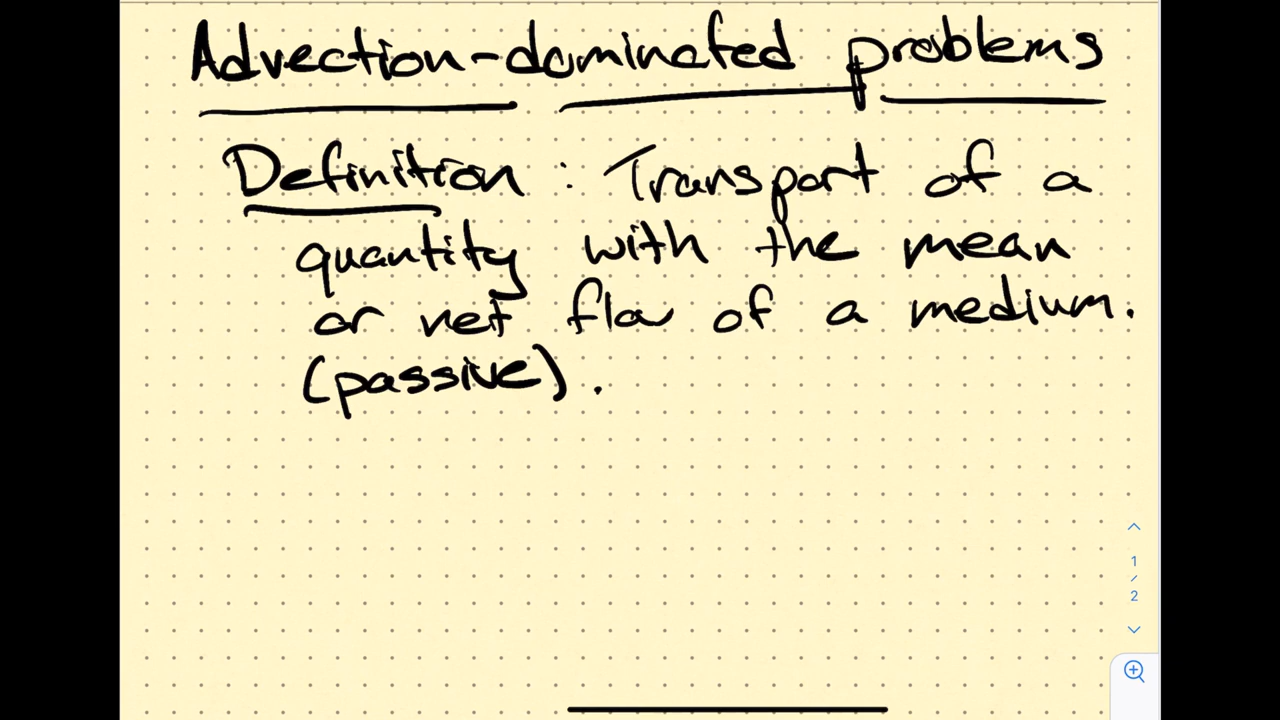 Advection-dominated problems
Definition : Transport of a
quantity with the mean
or net flow of a medium.
(passive).
1
/
2